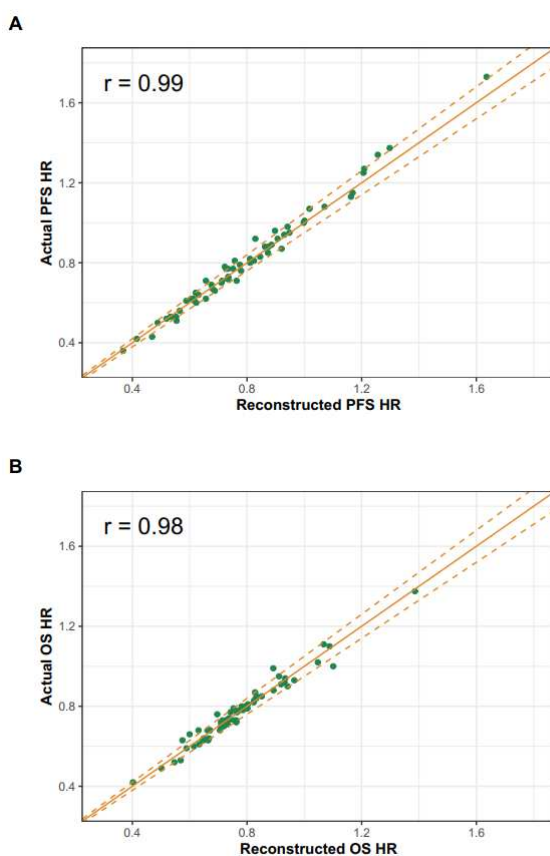 A
r = 0.99
1.6
1.2
0.8
0.4
Actual PFS HR
0.4 0.8 1.2 1.6
Reconstructed PFS HR
B
r = 0.98
1.6
1.2
0.8
0.4
Actual OS HR
0.4 0.8 1.2 1.6
Reconstructed OS HR